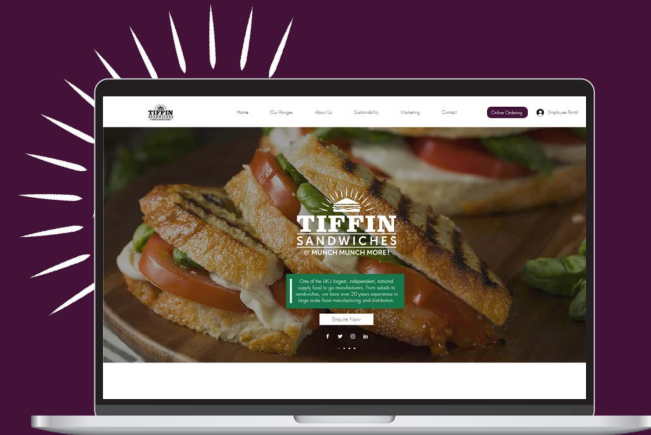 TIFFIN
SANDWICHES
Home
Our Ranges
About Us
Sustainability
Marketing
Contact
Online Ordering
Employee Portal
TIFFIN
SANDWICHES
& MUNCH MUNCH MORE!
One of the UK's largest, independent, national
supply food to go manufacturers. From salads to
sandwiches, we have over 20 years experience in
large scale food manufacturing and distribution.
Enquire Now